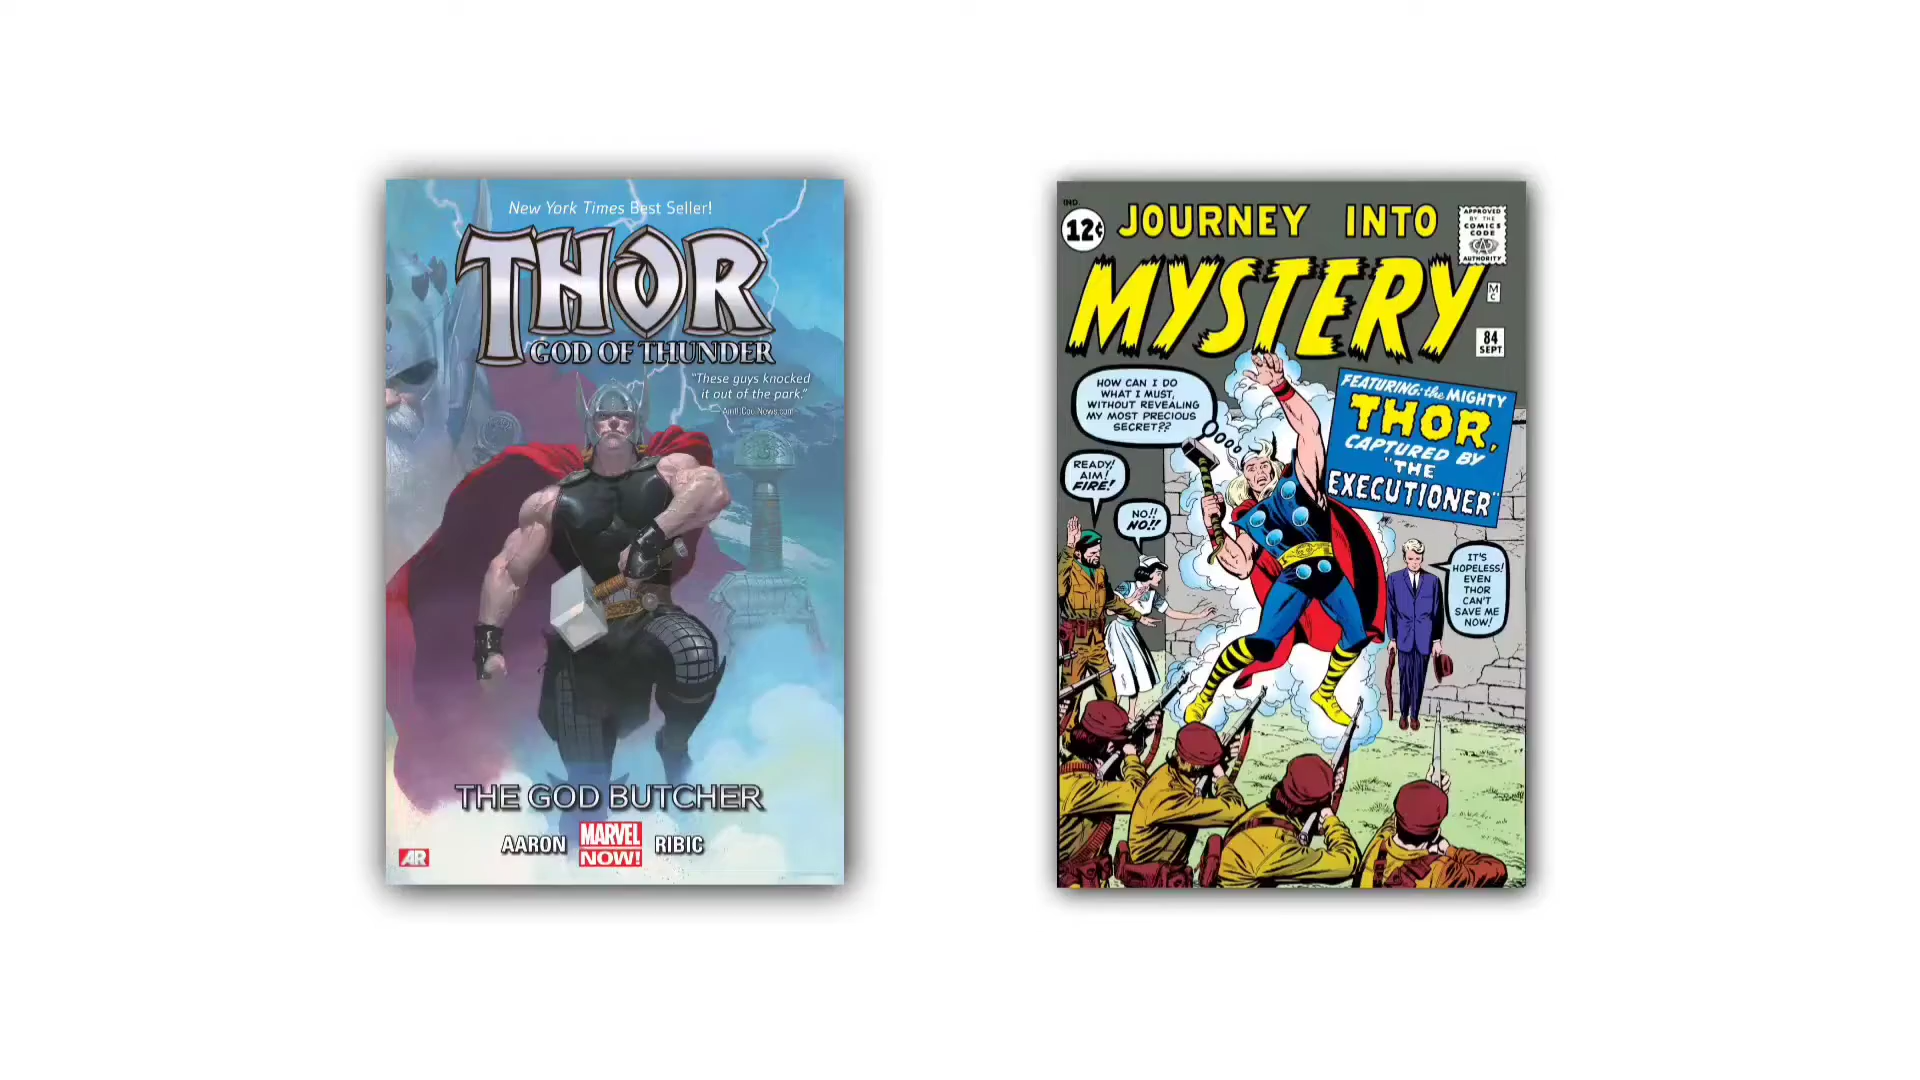 New York Times Best Seller!
THOR
GOD OF THUNDER
"These guys knocked
it out of the park."
THE GOD BUTCHER
AARON MARVEL NOW! RIBIC
AR
IND.
12¢
JOURNEY INTO
MYSTERY
APPROVED
BY THE
COMICS
CODE
AUTHORITY
MC
84
SEPT
FEATURING: the MIGHTY
THOR,
CAPTURED BY
"THE
EXECUTIONER"
HOW CAN I DO
WHAT I MUST,
WITHOUT REVEALING
MY MOST PRECIOUS
SECRET??
READY!
AIM!
FIRE!
NO!!
NO!!
IT'S
HOPELESS!
EVEN
THOR
CAN'T
SAVE ME
NOW!